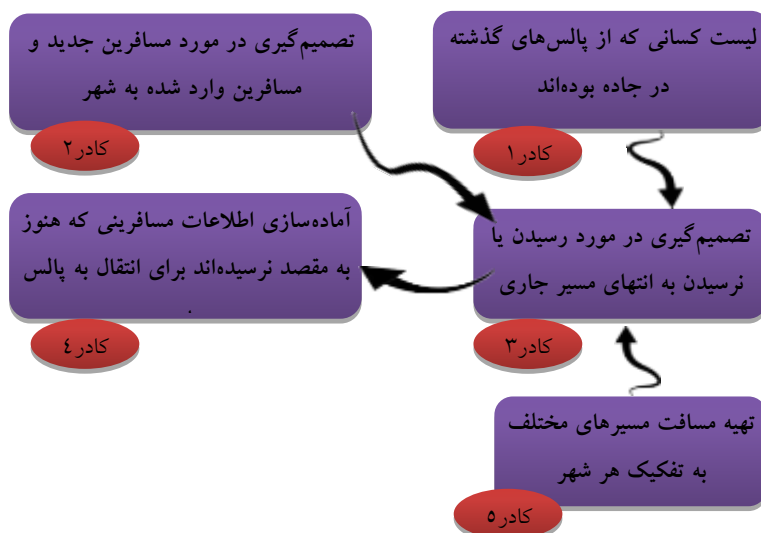 لیست کسانی که از پالس‌های گذشته
در جاده بوده‌اند
کادر۱
تصمیم‌گیری در مورد مسافرین جدید و
مسافرین وارد شده به شهر
کادر۲
تصمیم‌گیری در مورد رسیدن یا
نرسیدن به انتهای مسیر جاری
کادر۳
آماده‌سازی اطلاعات مسافرینی که هنوز
به مقصد نرسیده‌اند برای انتقال به پالس
.
کادر٤
تهیه مسافت مسیرهای مختلف
به تفکیک هر شهر
کادر٥